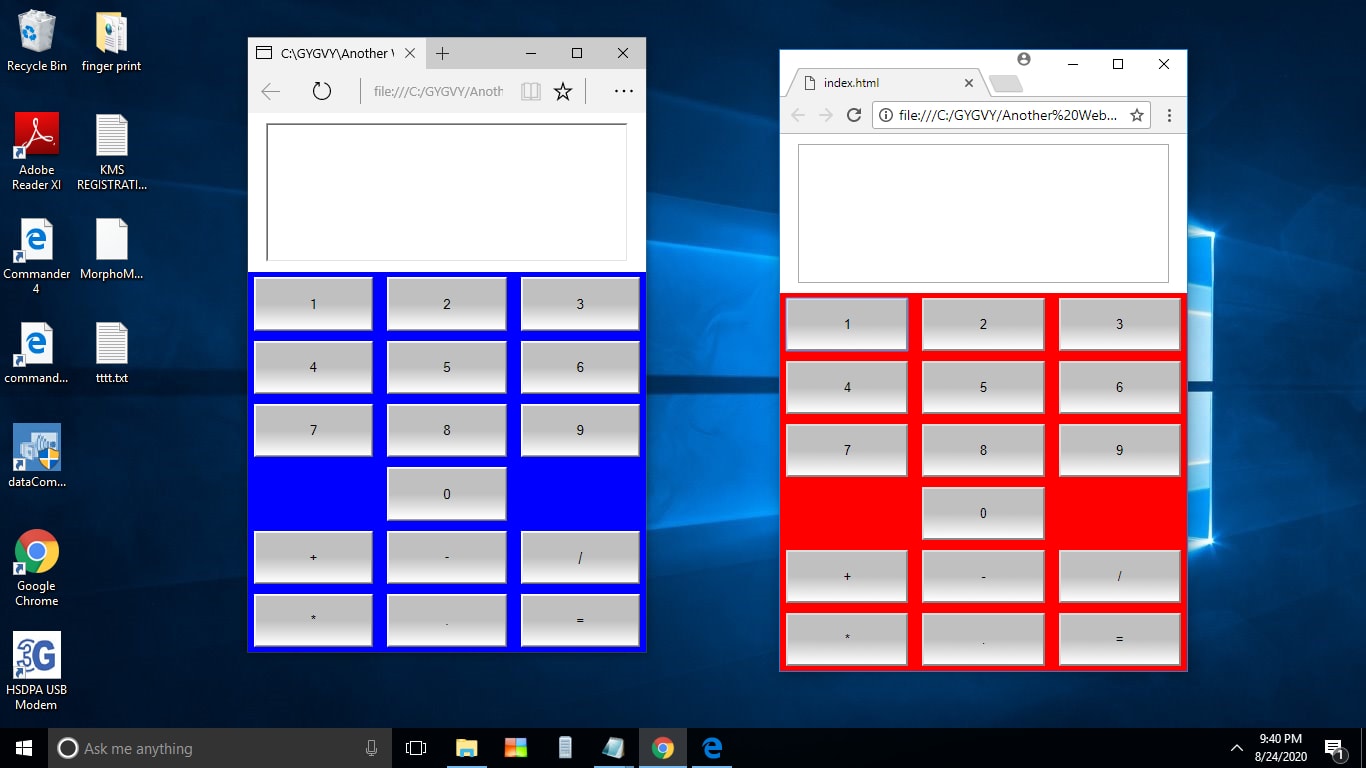 Recycle Bin
finger print
Adobe
Reader XI
KMS
REGISTRATI...
Commander
4
MorphoM...
command...
tttt.txt
dataCom...
Google
Chrome
3G
HSDPA USB
Modem
C:\GYGVY\Another W
file:///C:/GYGVY/Anoth
1 2 3
4 5 6
7 8 9
0
+ - /
* . =
index.html
file:///C:/GYGVY/Another%20Web...
1 2 3
4 5 6
7 8 9
0
+ - /
* . =
Ask me anything
9:40 PM
8/24/2020
1